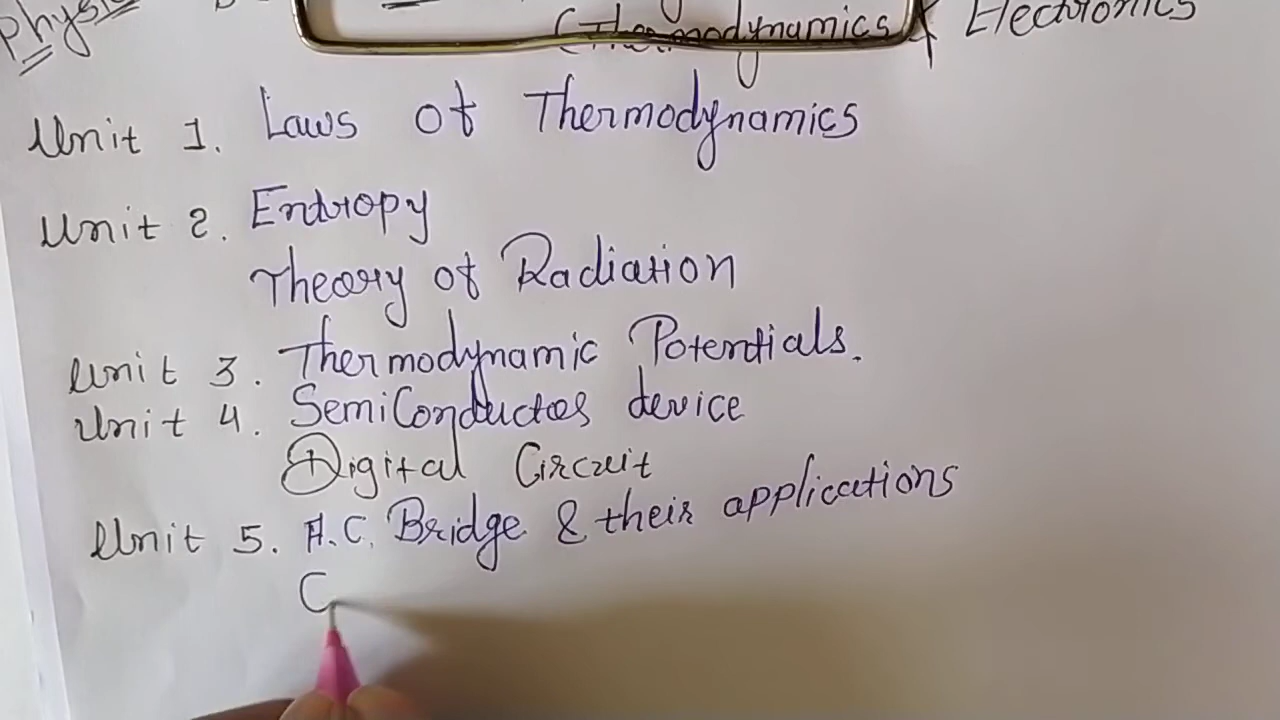 (Thermodynamics & Electronics
Unit 1. Laws of Thermodynamics
Unit 2. Entropy
Theory of Radiation
Unit 3. Thermodynamic Potentials.
Unit 4. SemiConductor device
Digital Circuit
Unit 5. A.C. Bridge & their applications
C